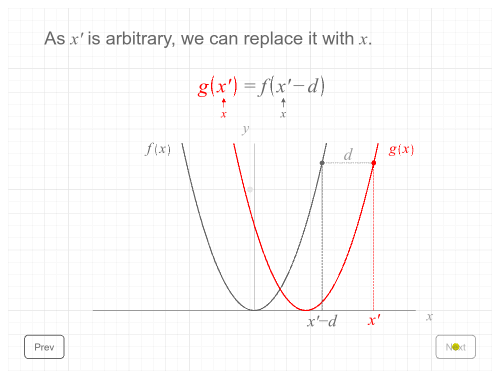 As x′ is arbitrary, we can replace it with x.
g(x′) = f(x′−d)
x x
y
f(x) d g(x)
x′−d x′ x
Prev Next